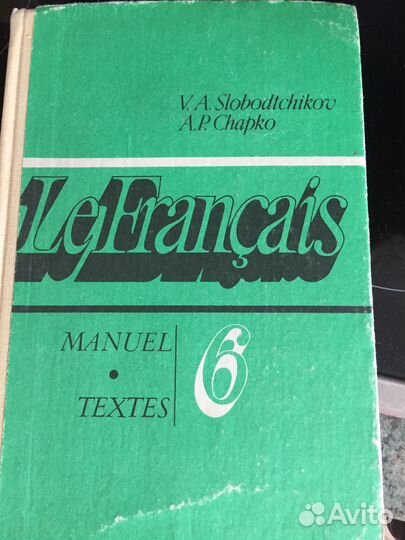 V. A. Slobodtchikov
A. P. Chapko
Le Français
MANUEL
•
TEXTES
6
Avito